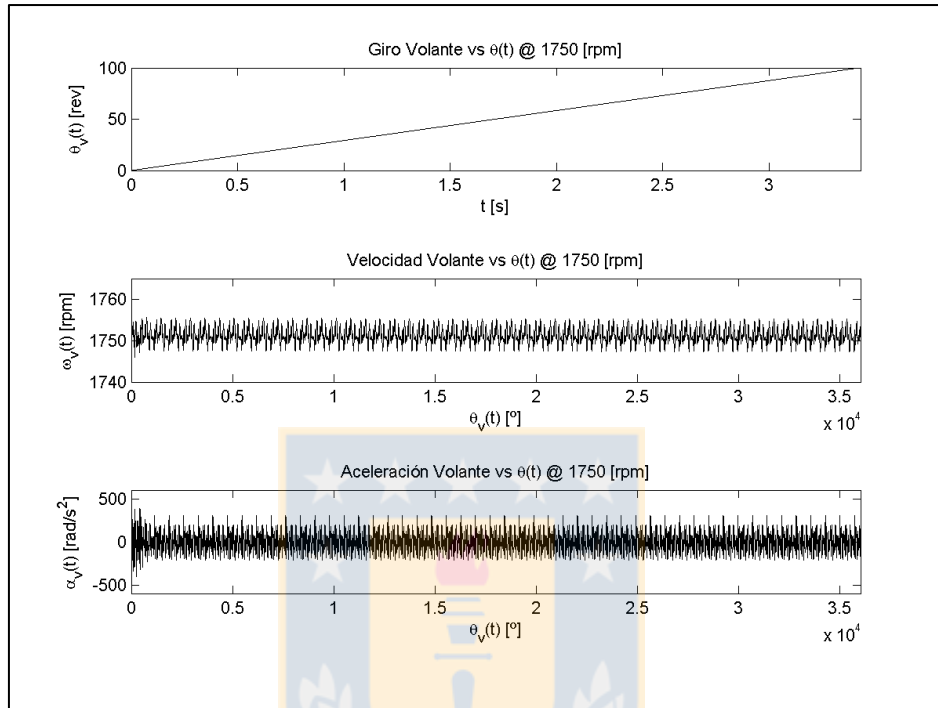 Giro Volante vs θ(t) @ 1750 [rpm]
θv(t) [rev]
100
50
0
0 0.5 1 1.5 2 2.5 3
t [s]
Velocidad Volante vs θ(t) @ 1750 [rpm]
ωv(t) [rpm]
1760
1750
1740
0 0.5 1 1.5 2 2.5 3 3.5
θv(t) [º]
x 10^4
Aceleración Volante vs θ(t) @ 1750 [rpm]
αv(t) [rad/s^2]
500
0
-500
0 0.5 1 1.5 2 2.5 3 3.5
θv(t) [º]
x 10^4